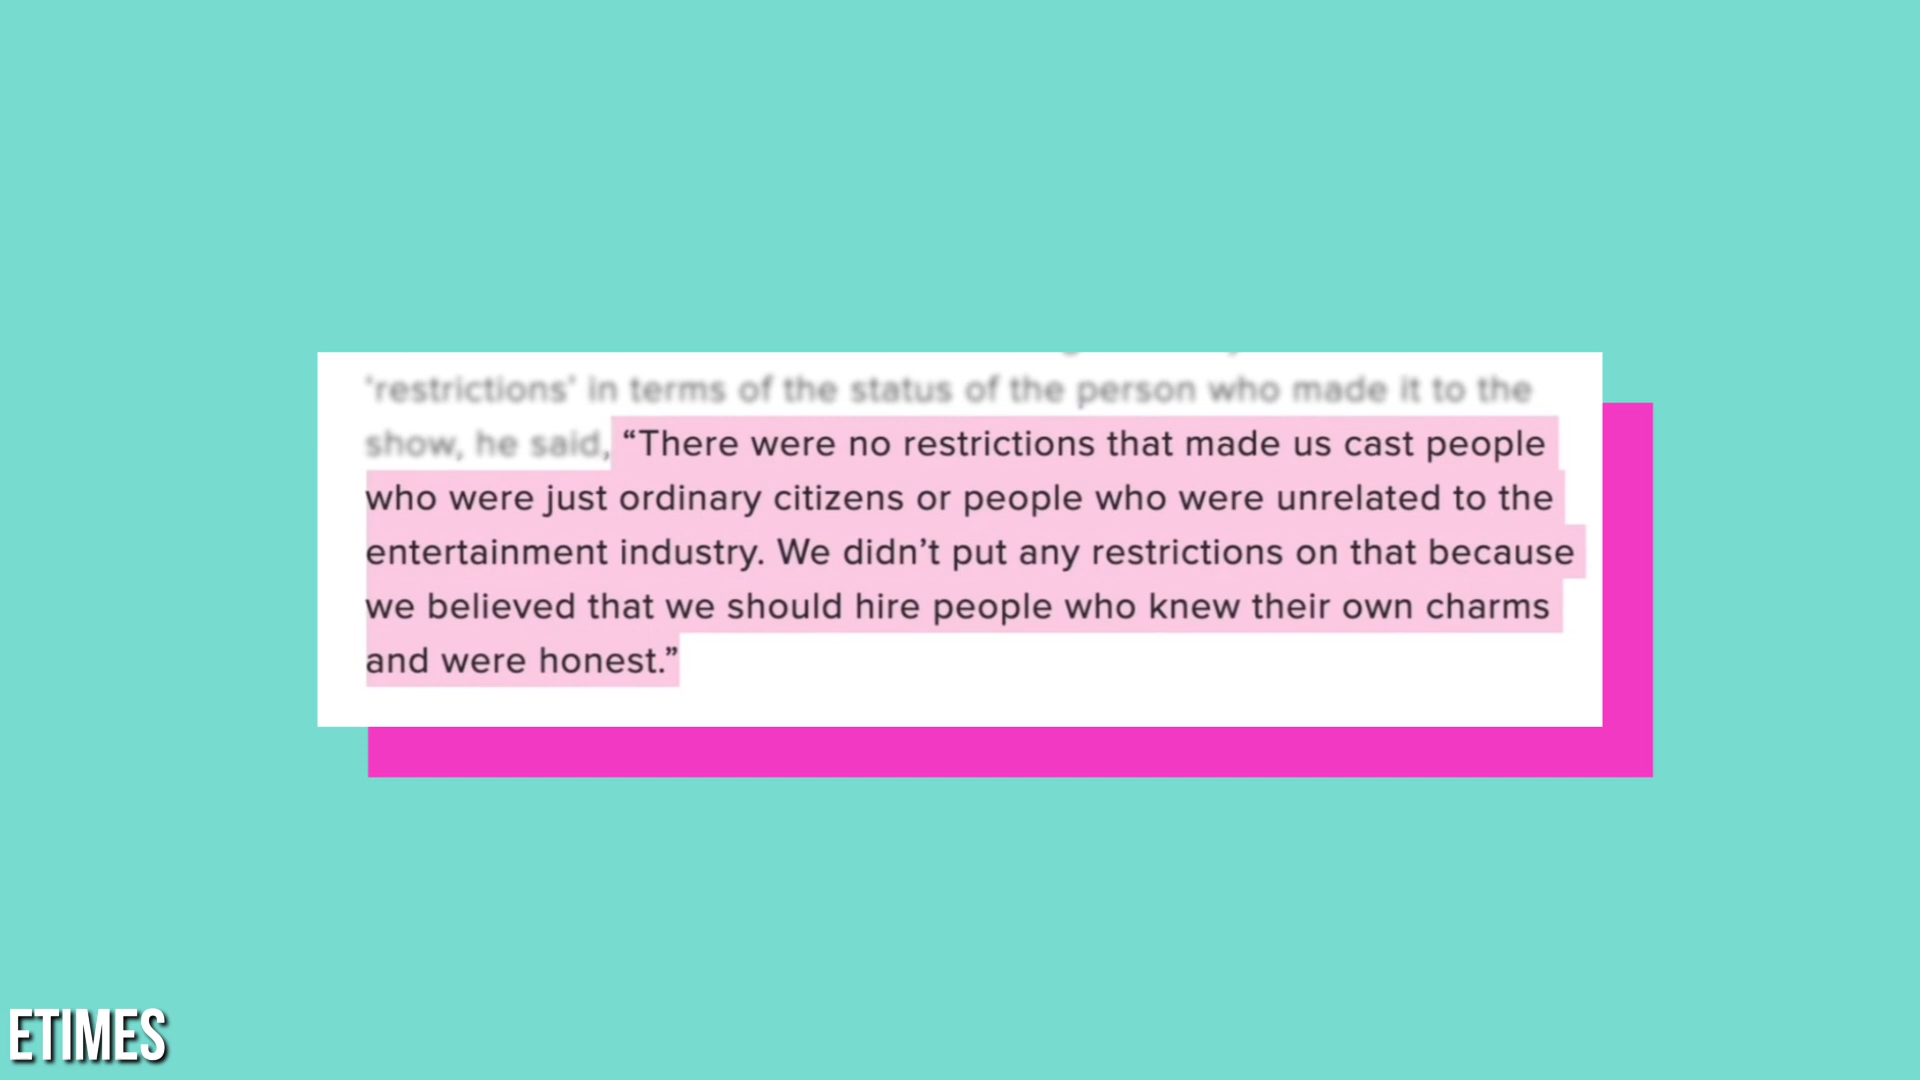 ‘restrictions’ in terms of the status of the person who made it to the
show, he said, “There were no restrictions that made us cast people
who were just ordinary citizens or people who were unrelated to the
entertainment industry. We didn’t put any restrictions on that because
we believed that we should hire people who knew their own charms
and were honest.”
ETIMES